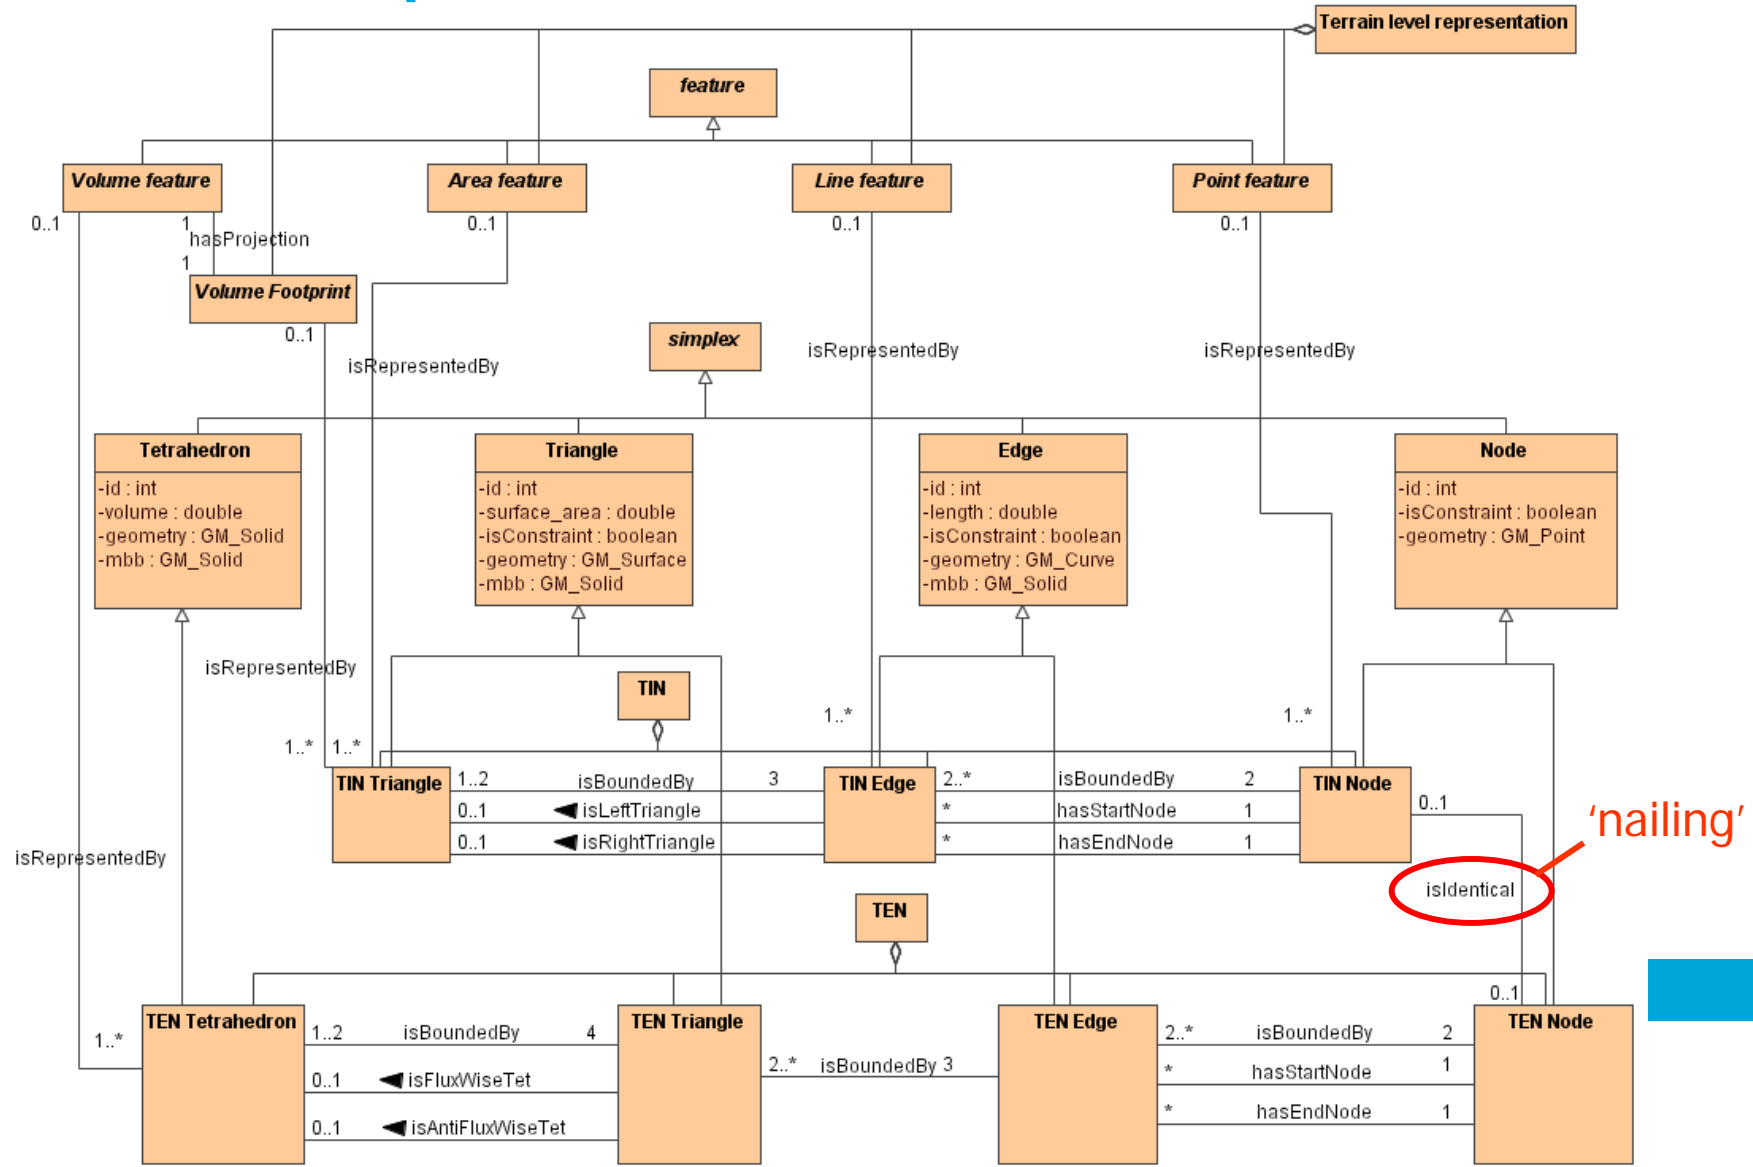 Terrain level representation
feature
Volume feature
Area feature
Line feature
Point feature
0..1
1
0..1
0..1
0..1
hasProjection
1
Volume Footprint
0..1
simplex
isRepresentedBy
isRepresentedBy
isRepresentedBy
Tetrahedron
-id : int
-volume : double
-geometry : GM_Solid
-mbb : GM_Solid
Triangle
-id : int
-surface_area : double
-isConstraint : boolean
-geometry : GM_Surface
-mbb : GM_Solid
Edge
-id : int
-length : double
-isConstraint : boolean
-geometry : GM_Curve
-mbb : GM_Solid
Node
-id : int
-isConstraint : boolean
-geometry : GM_Point
isRepresentedBy
TIN
1..*
1..*
1..*
1..*
TIN Triangle
1..2
isBoundedBy
3
TIN Edge
2..*
isBoundedBy
2
TIN Node
0..1
0..1
isLeftTriangle
*
hasStartNode
1
0..1
isRightTriangle
*
hasEndNode
1
'nailing'
isRepresentedBy
isIdentical
TEN
0..1
1..*
TEN Tetrahedron
1..2
isBoundedBy
4
TEN Triangle
2..*
isBoundedBy
3
TEN Edge
2..*
isBoundedBy
2
TEN Node
0..1
isFluxWiseTet
*
hasStartNode
1
0..1
isAntiFluxWiseTet
*
hasEndNode
1